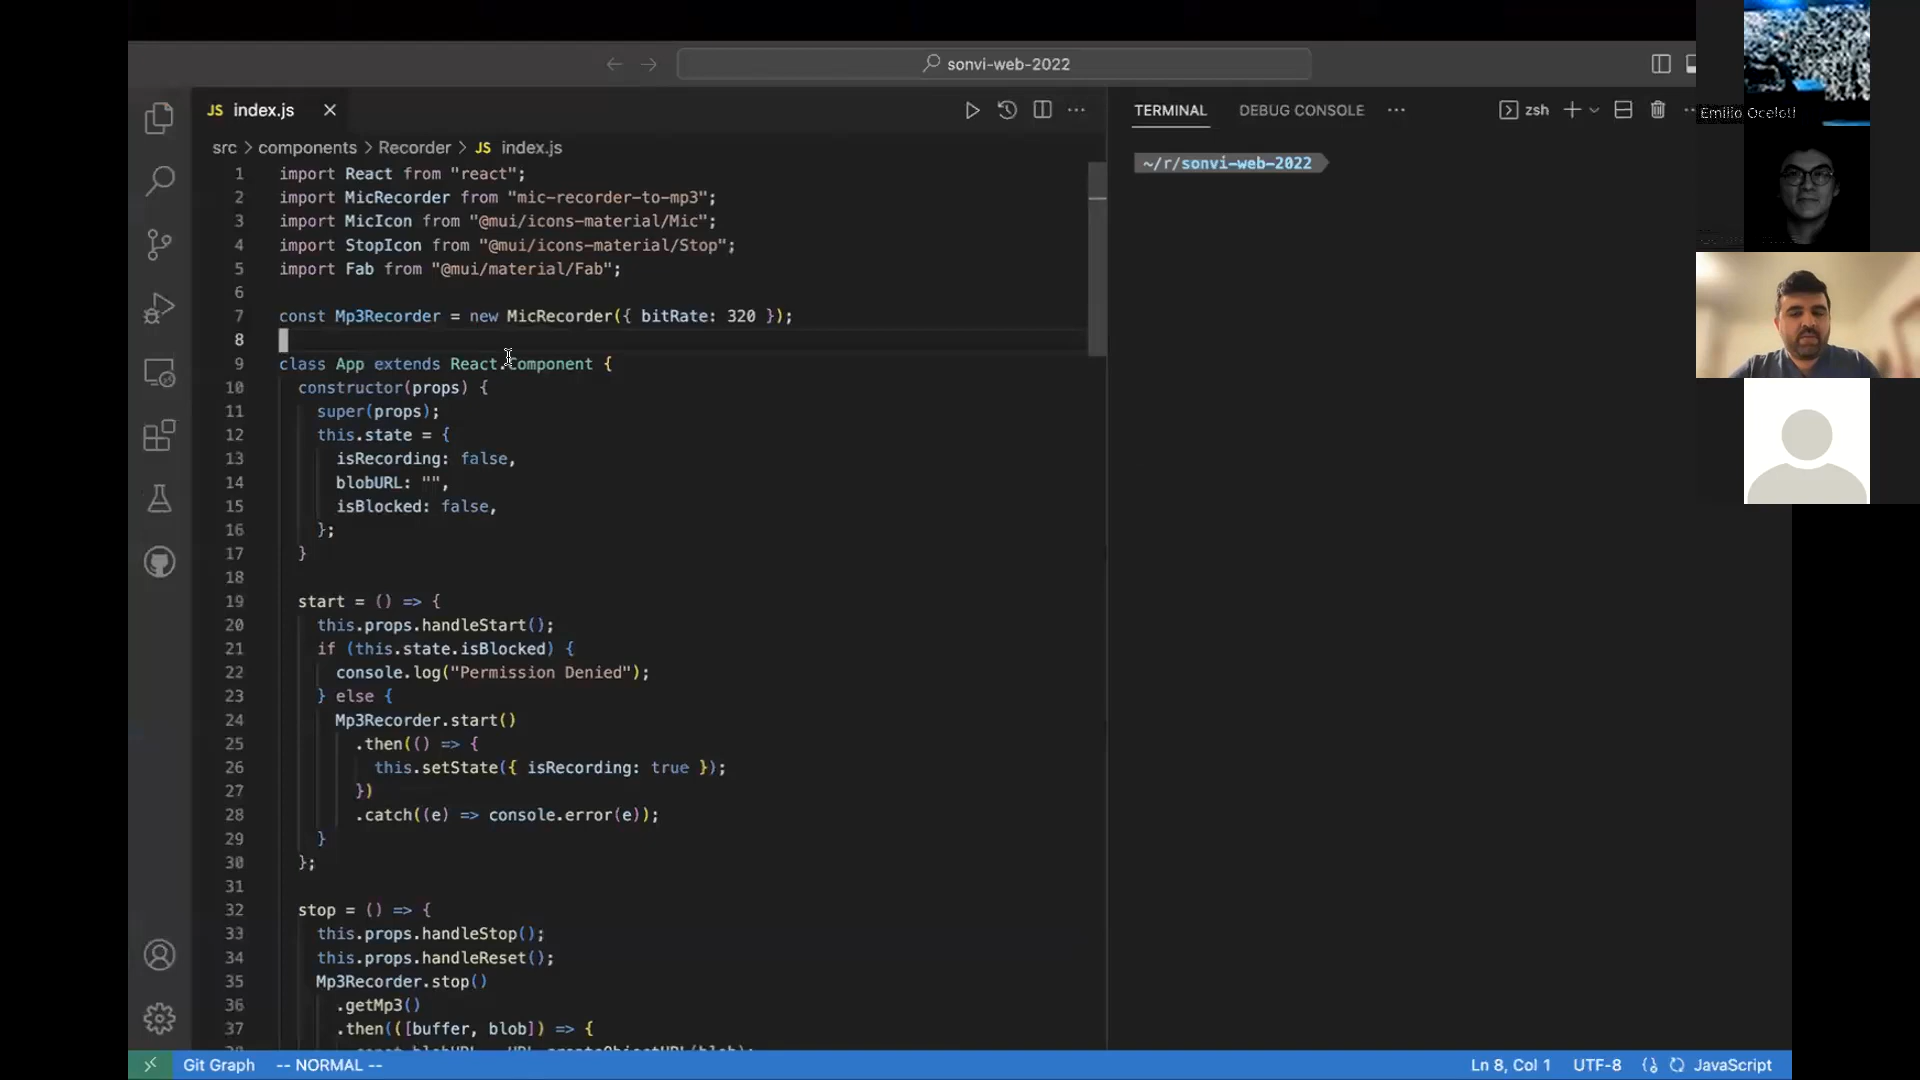 sonvi-web-2022
JS index.js
TERMINAL DEBUG CONSOLE ··· zsh
src > components > Recorder > JS index.js
~/r/sonvi-web-2022
1 import React from "react";
2 import MicRecorder from "mic-recorder-to-mp3";
3 import MicIcon from "@mui/icons-material/Mic";
4 import StopIcon from "@mui/icons-material/Stop";
5 import Fab from "@mui/material/Fab";
6
7 const Mp3Recorder = new MicRecorder({ bitRate: 320 });
8
9 class App extends React.Component {
10 constructor(props) {
11 super(props);
12 this.state = {
13 isRecording: false,
14 blobURL: "",
15 isBlocked: false,
16 };
17 }
18
19 start = () => {
20 this.props.handleStart();
21 if (this.state.isBlocked) {
22 console.log("Permission Denied");
23 } else {
24 Mp3Recorder.start()
25 .then(() => {
26 this.setState({ isRecording: true });
27 })
28 .catch((e) => console.error(e));
29 }
30 };
31
32 stop = () => {
33 this.props.handleStop();
34 this.props.handleReset();
35 Mp3Recorder.stop()
36 .getMp3()
37 .then(([buffer, blob]) => {
Git Graph -- NORMAL --
Ln 8, Col 1 UTF-8 {} JavaScript
Emilio Ocelotl